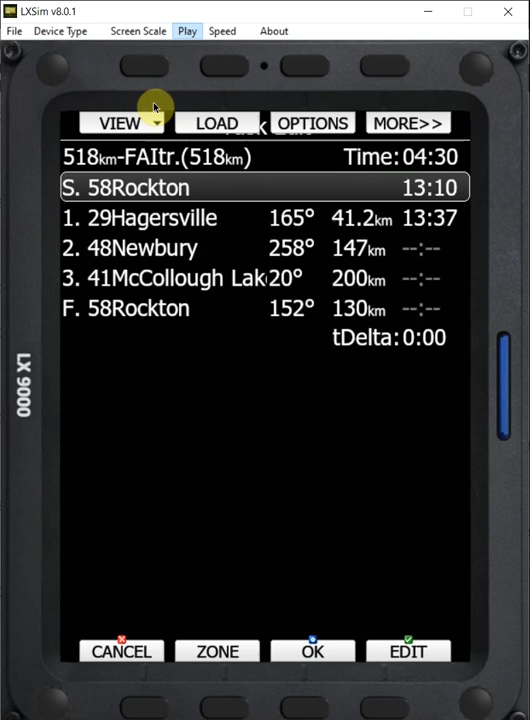 LXSim v8.0.1
File Device Type Screen Scale Play Speed About
VIEW LOAD OPTIONS MORE>>
518km-FAItr.(518km) Time:04:30
S. 58Rockton 13:10
1. 29Hagersville 165° 41.2km 13:37
2. 48Newbury 258° 147km --:--
3. 41McCollough Lak 20° 200km --:--
F. 58Rockton 152° 130km --:--
tDelta:0:00
LX 9000
CANCEL ZONE OK EDIT